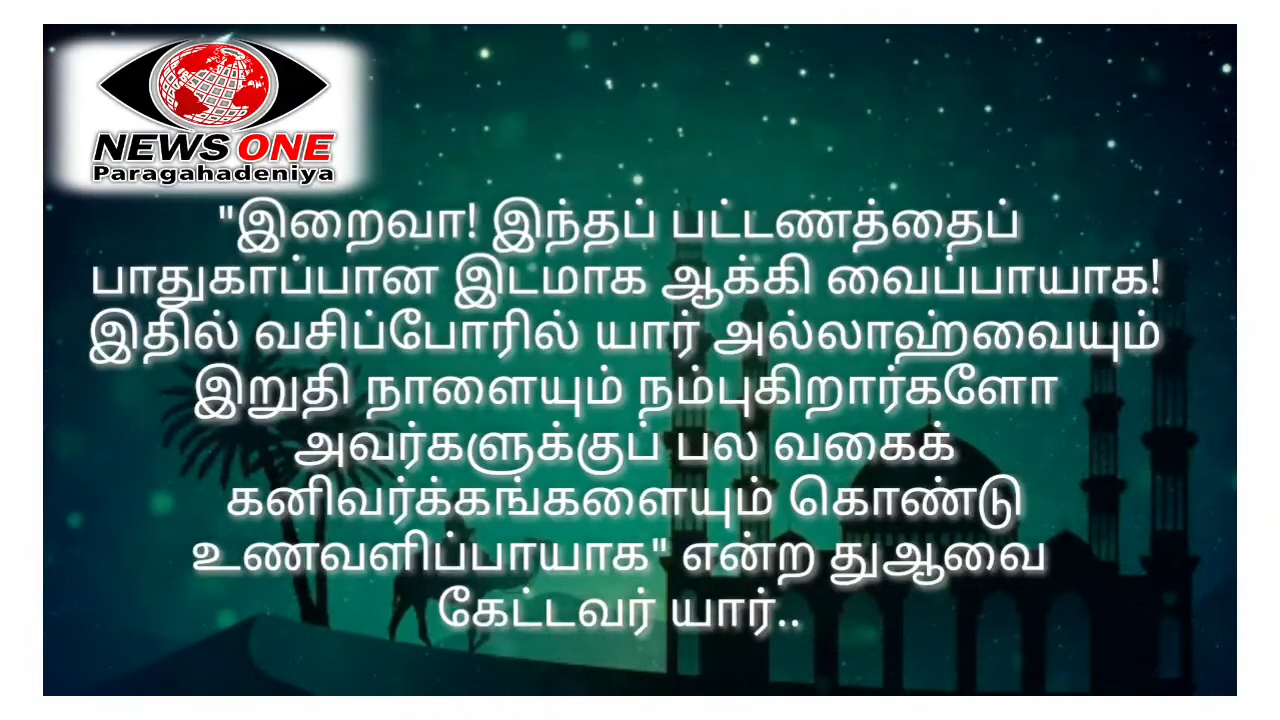 NEWS ONE
Paragahadeniya
"இறைவா! இந்தப் பட்டணத்தைப்
பாதுகாப்பான இடமாக ஆக்கி வைப்பாயாக!
இதில் வசிப்போரில் யார் அல்லாஹ்வையும்
இறுதி நாளையும் நம்புகிறார்களோ
அவர்களுக்குப் பல வகைக்
கனிவர்க்கங்களையும் கொண்டு
உணவளிப்பாயாக" என்ற துஆவை
கேட்டவர் யார்..